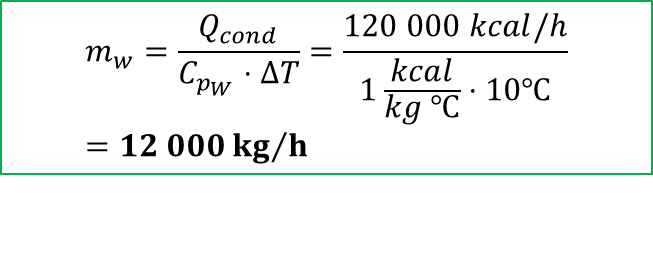 m_w = Q_cond / (C_pW · ΔT) = 120 000 kcal/h / (1 kcal/(kg °C) · 10°C)
= 12 000 kg/h